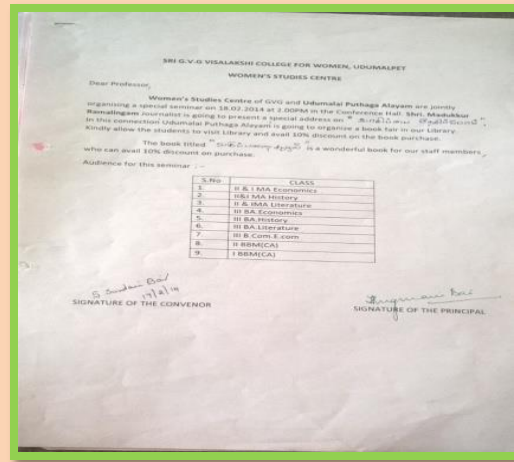 SRI G.V.G VISALAKSHI COLLEGE FOR WOMEN, UDUMALPET
WOMEN'S STUDIES CENTRE
Dear Professor,
Women's Studies Centre of GVG and Udumalai Puthaga Alayam are jointly
organising a special seminar on 18.02.2014 at 2.00PM in the Conference Hall. Shri. Madukkur
Ramalingam Journalist is going to present a special address on "
In this connection Udumalai Puthaga Alayam is going to organize a book fair in our Library.
Kindly allow the students to visit Library and avail 10% discount on the book purchase.
The book titled " " is a wonderful book for our staff members,
who can avail 10% discount on purchase.
Audience for this seminar :-
S.No CLASS
1. II & I MA Economics
2. II&I MA History
3. II & IMA Literature
4. III BA.Economics
5. III BA.History
6. III BA.Literature
7 III B.Com.E.com
8. II BBM(CA)
9. I BBM(CA)
SIGNATURE OF THE CONVENOR
SIGNATURE OF THE PRINCIPAL